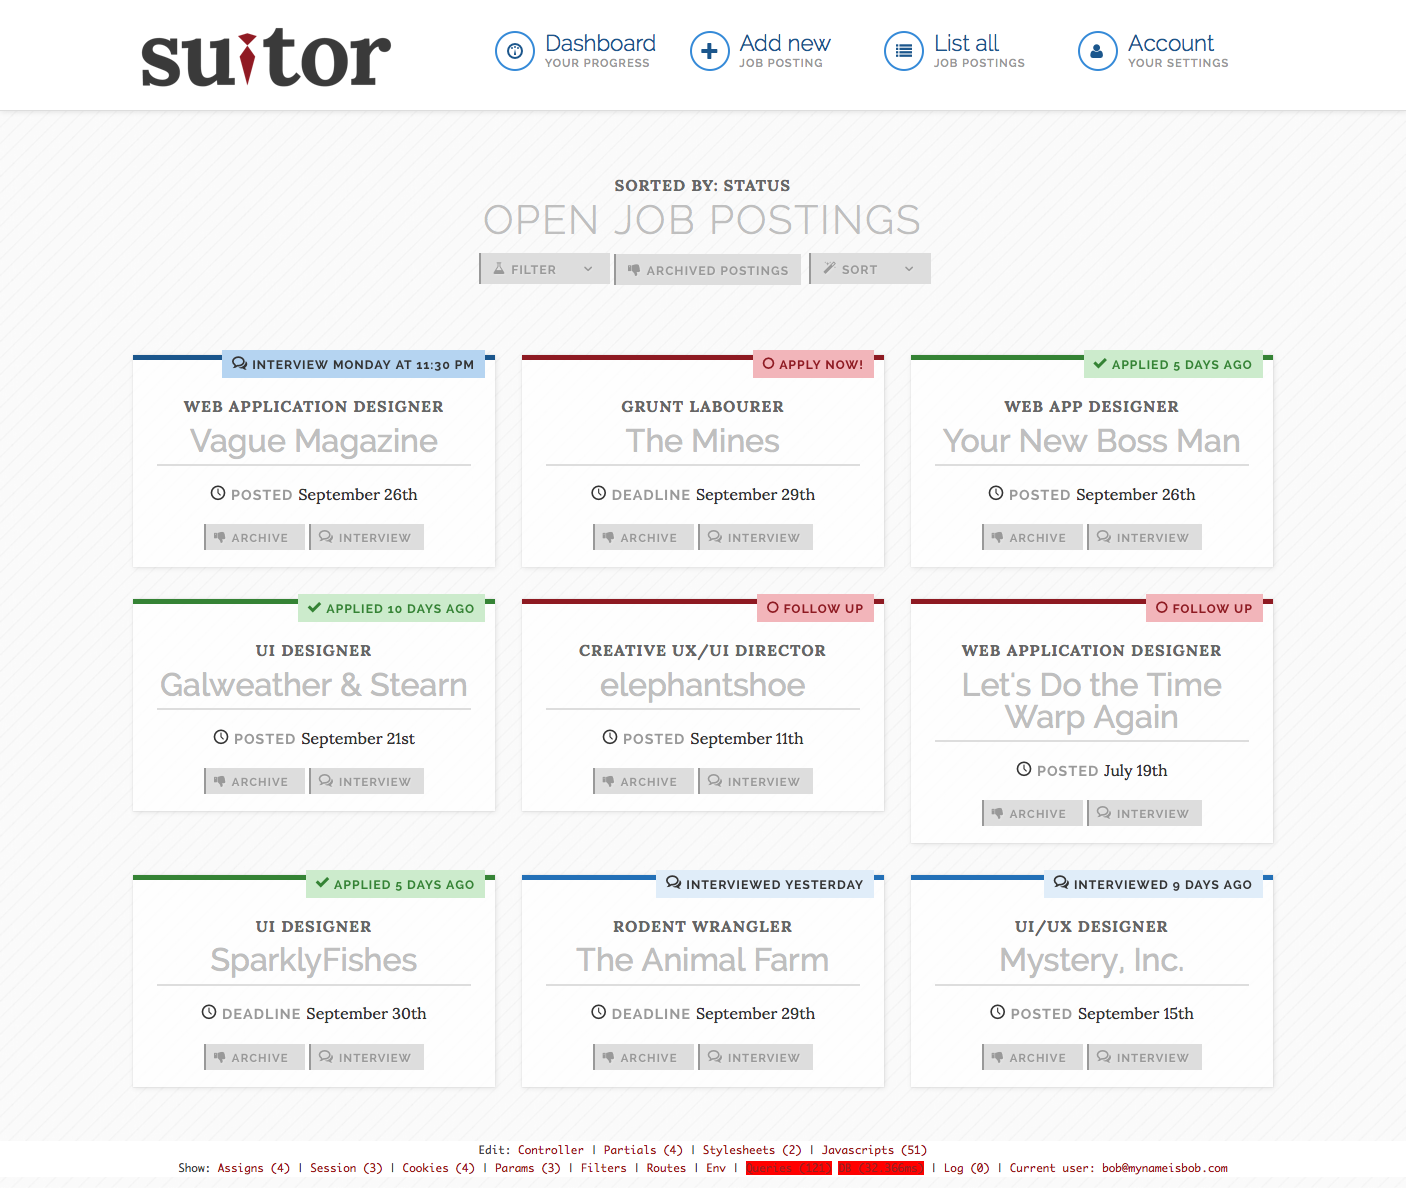 suitor
Dashboard
YOUR PROGRESS
Add new
JOB POSTING
List all
JOB POSTINGS
Account
YOUR SETTINGS
SORTED BY: STATUS
OPEN JOB POSTINGS
FILTER
ARCHIVED POSTINGS
SORT
INTERVIEW MONDAY AT 11:30 PM
WEB APPLICATION DESIGNER
Vague Magazine
POSTED September 26th
ARCHIVE
INTERVIEW
APPLY NOW!
GRUNT LABOURER
The Mines
DEADLINE September 29th
ARCHIVE
INTERVIEW
APPLIED 5 DAYS AGO
WEB APP DESIGNER
Your New Boss Man
POSTED September 26th
ARCHIVE
INTERVIEW
APPLIED 10 DAYS AGO
UI DESIGNER
Galweather & Stearn
POSTED September 21st
ARCHIVE
INTERVIEW
FOLLOW UP
CREATIVE UX/UI DIRECTOR
elephantshoe
POSTED September 11th
ARCHIVE
INTERVIEW
FOLLOW UP
WEB APPLICATION DESIGNER
Let's Do the Time
Warp Again
POSTED July 19th
ARCHIVE
INTERVIEW
APPLIED 5 DAYS AGO
UI DESIGNER
SparklyFishes
DEADLINE September 30th
ARCHIVE
INTERVIEW
INTERVIEWED YESTERDAY
RODENT WRANGLER
The Animal Farm
DEADLINE September 29th
ARCHIVE
INTERVIEW
INTERVIEWED 9 DAYS AGO
UI/UX DESIGNER
Mystery, Inc.
POSTED September 15th
ARCHIVE
INTERVIEW
Edit: Controller | Partials (4) | Stylesheets (2) | Javascripts (51)
Show: Assigns (4) | Session (3) | Cookies (4) | Params (3) | Filters | Routes | Env | Queries | Log (0) | Current user: bob@mynameisbob.com